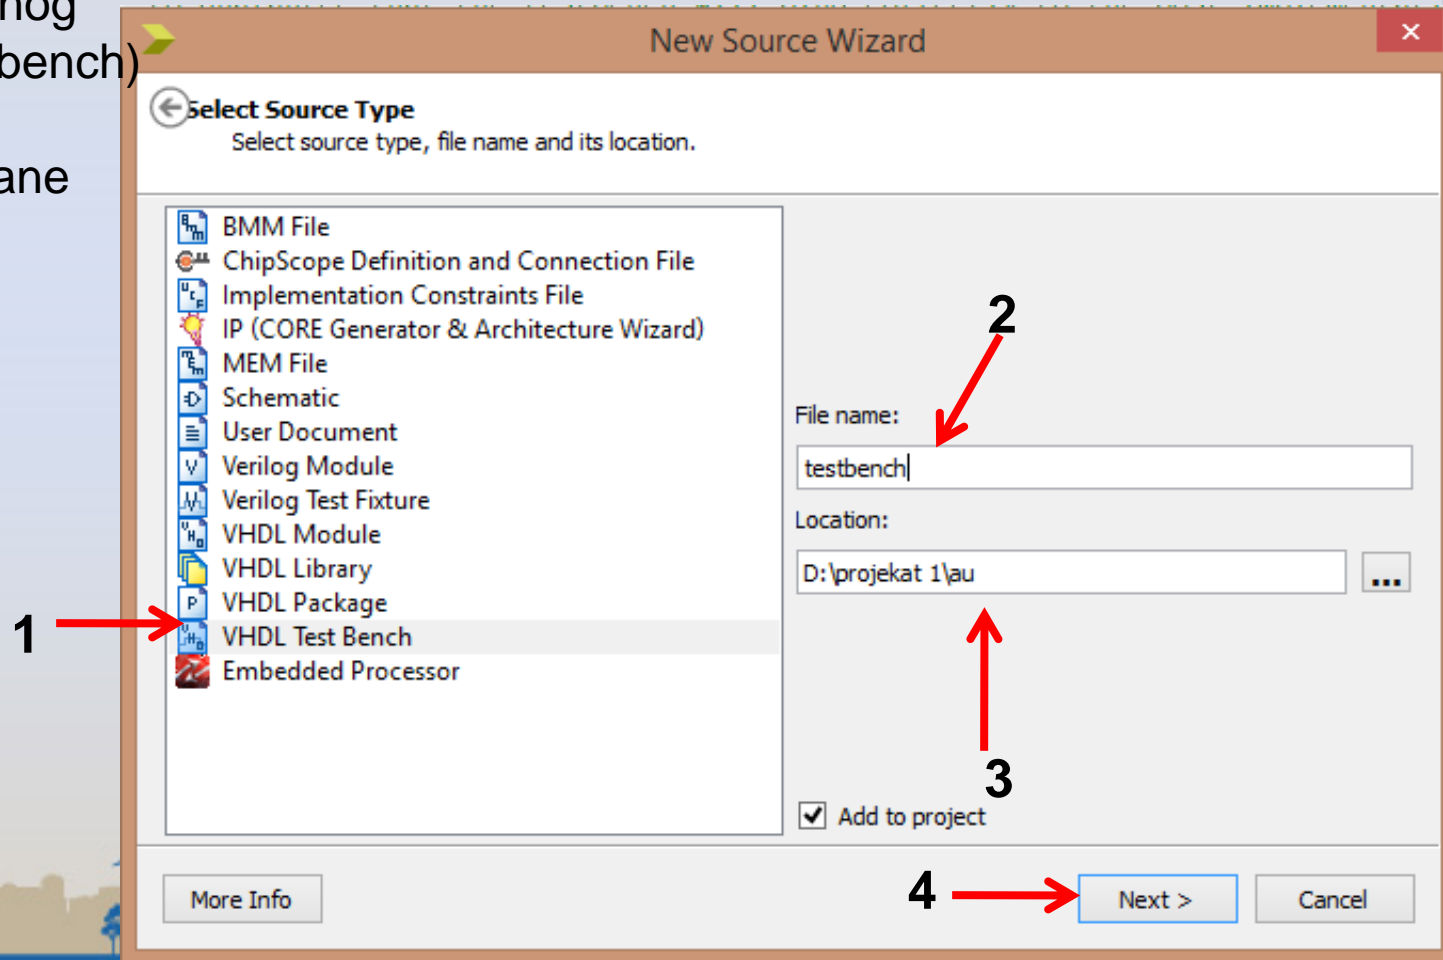 bench)
New Source Wizard
Select Source Type
Select source type, file name and its location.
BMM File
ChipScope Definition and Connection File
Implementation Constraints File
IP (CORE Generator & Architecture Wizard)
MEM File
Schematic
User Document
Verilog Module
Verilog Test Fixture
VHDL Module
VHDL Library
VHDL Package
1
VHDL Test Bench
Embedded Processor
2
File name:
testbench
Location:
D:\projekat 1\au
...
3
Add to project
More Info
4
Next >
Cancel